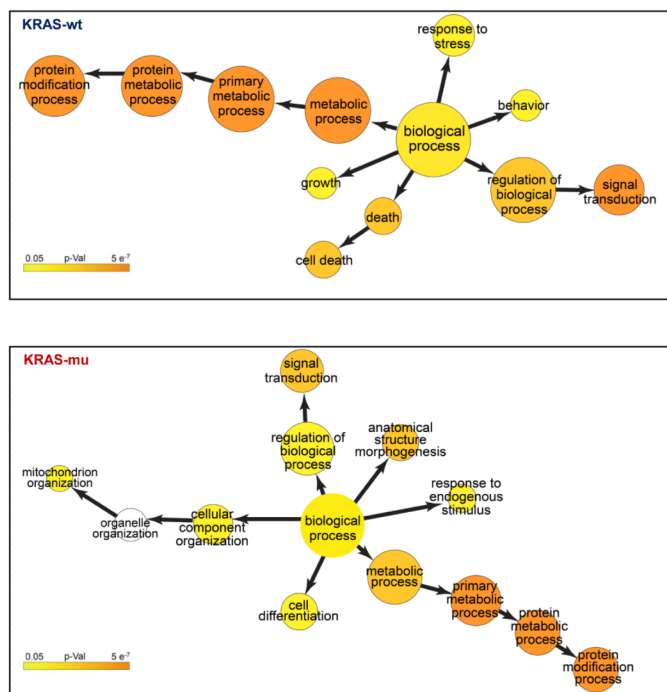 KRAS-wt
response to
stress
protein
modification
process
protein
metabolic
process
primary
metabolic
process
metabolic
process
behavior
biological
process
growth
regulation of
biological
process
signal
transduction
death
cell death
0.05 p-Val 5 e-7
KRAS-mu
signal
transduction
regulation of
biological
process
anatomical
structure
morphogenesis
mitochondrion
organization
response to
endogenous
stimulus
organelle
organization
cellular
component
organization
biological
process
metabolic
process
cell
differentiation
primary
metabolic
process
protein
metabolic
process
protein
modification
process
0.05 p-Val 5 e-7